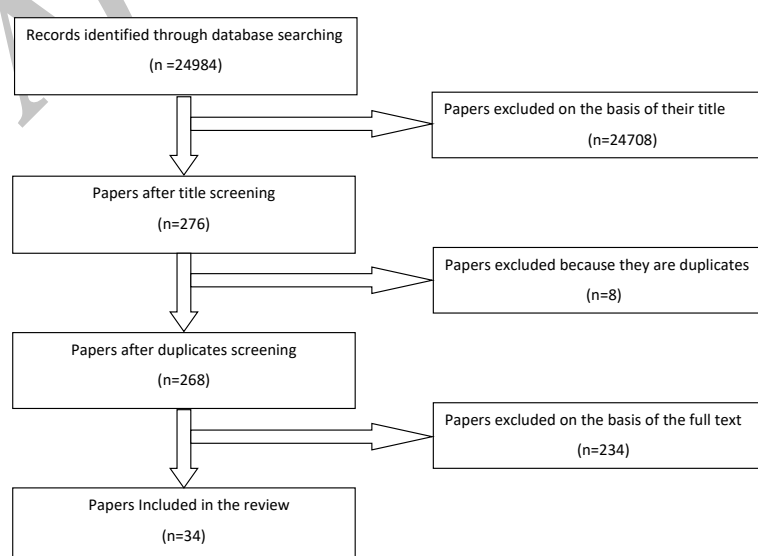 Records identified through database searching
(n =24984)
Papers excluded on the basis of their title
(n=24708)
Papers after title screening
(n=276)
Papers excluded because they are duplicates
(n=8)
Papers after duplicates screening
(n=268)
Papers excluded on the basis of the full text
(n=234)
Papers Included in the review
(n=34)